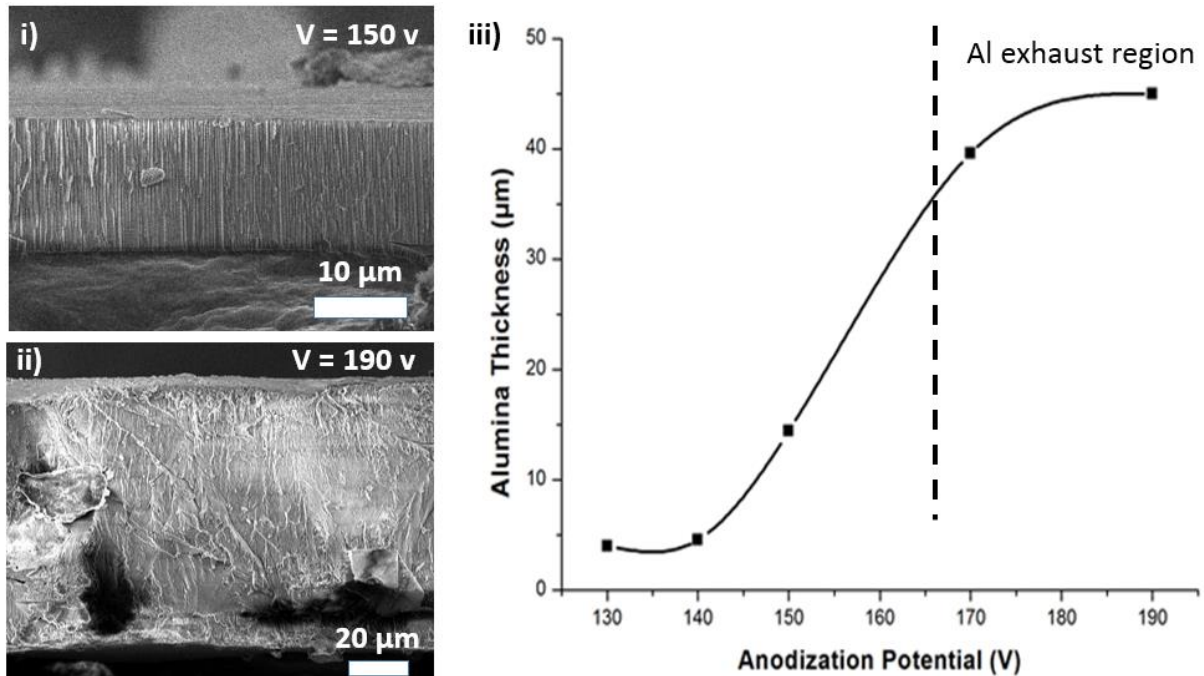 i)
V = 150 v
10 µm
ii)
V = 190 v
20 µm
iii)
Al exhaust region
Alumina Thickness (µm)
50
40
30
20
10
0
130 140 150 160 170 180 190
Anodization Potential (V)